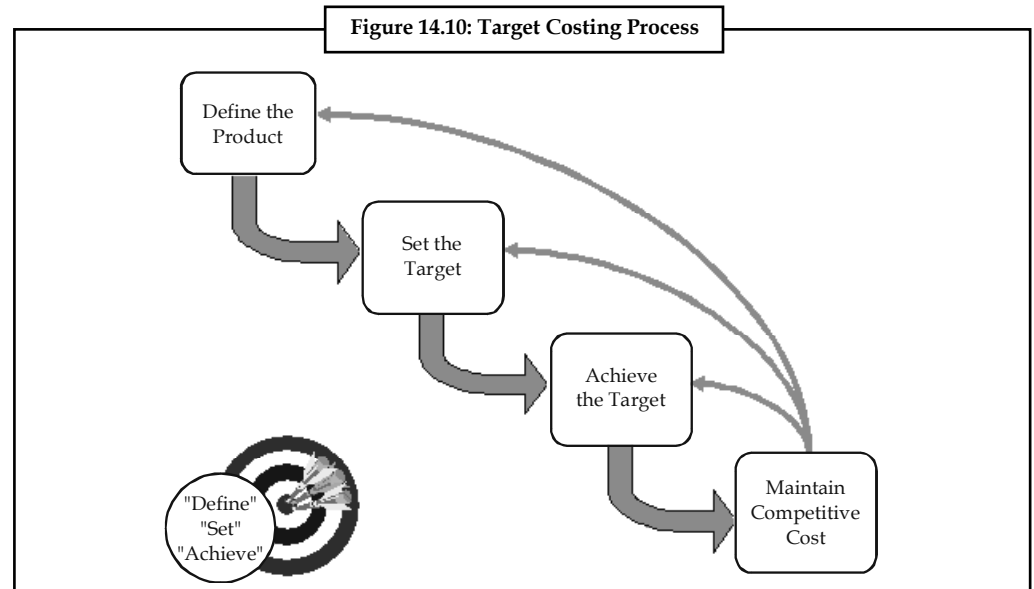 Figure 14.10: Target Costing Process
Define the
Product
Set the
Target
Achieve
the Target
Maintain
Competitive
Cost
"Define"
"Set"
"Achieve"